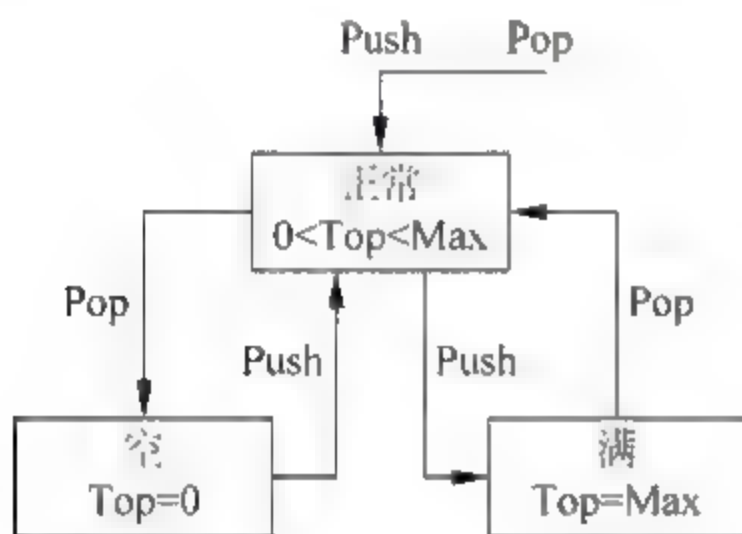 Push Pop
正常
0<Top<Max
Pop
Push
Push
Pop
空
Top=0
满
Top=Max